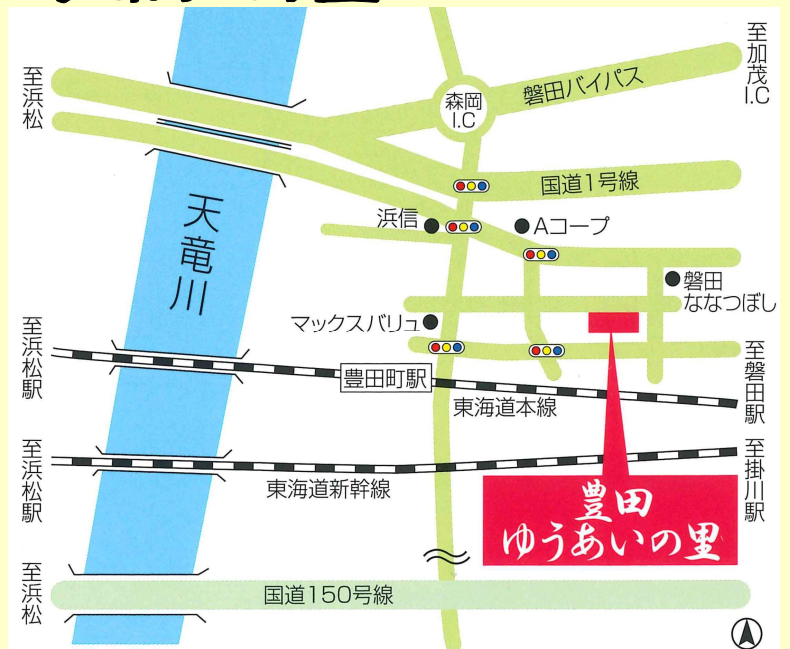 至浜松
森岡
I.C
磐田バイパス
至加茂I.C
国道1号線
天竜川
浜信
Aコープ
磐田
ななつぼし
マックスバリュ
至浜松駅
豊田町駅
東海道本線
至磐田駅
至浜松駅
東海道新幹線
至掛川駅
豊田
ゆうあいの里
至浜松
国道150号線